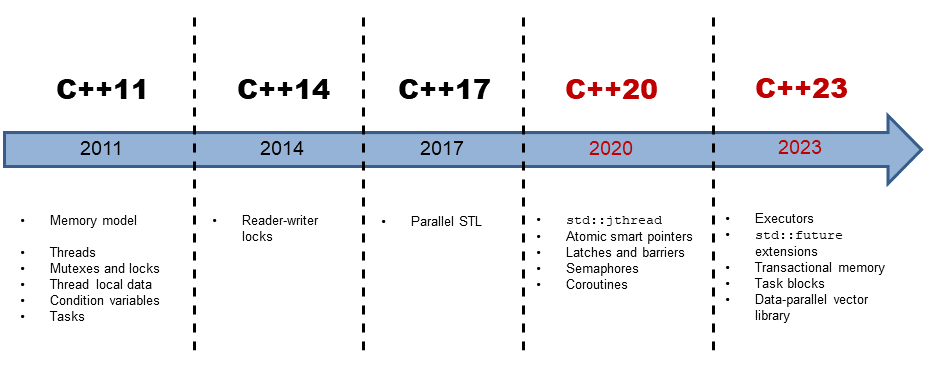 C++11
C++14
C++17
C++20
C++23
2011
2014
2017
2020
2023
• Memory model
• Threads
• Mutexes and locks
• Thread local data
• Condition variables
• Tasks
• Reader-writer
locks
• Parallel STL
• std::jthread
• Atomic smart pointers
• Latches and barriers
• Semaphores
• Coroutines
• Executors
• std::future
extensions
• Transactional memory
• Task blocks
• Data-parallel vector
library